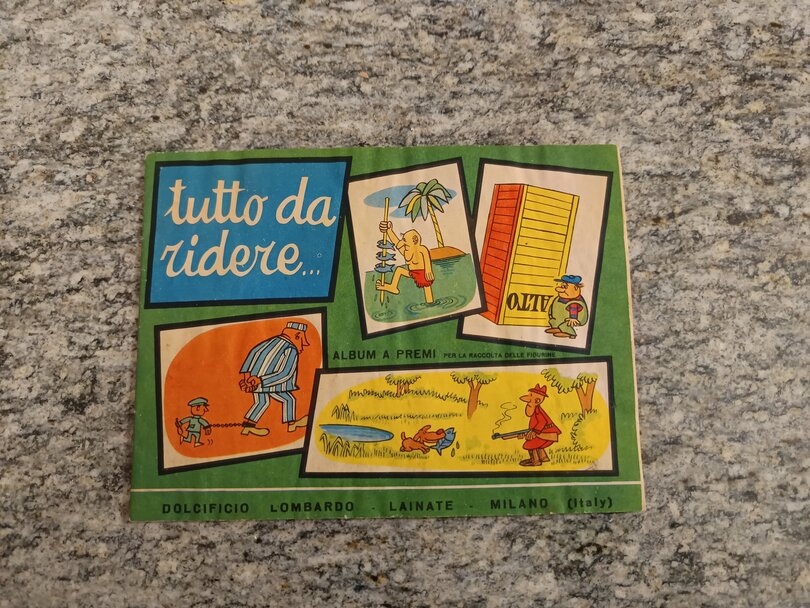 tutto da
ridere...
ALTO
ALBUM A PREMI PER LA RACCOLTA DELLE FIGURINE
DOLCIFICIO LOMBARDO - LAINATE - MILANO (Italy)